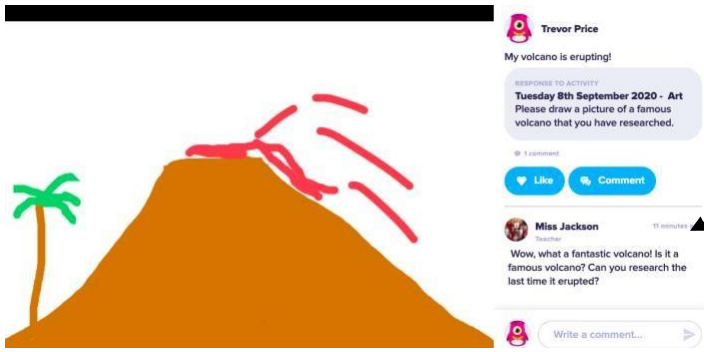 Trevor Price
My volcano is erupting!
RESPONSE TO ACTIVITY
Tuesday 8th September 2020 - Art
Please draw a picture of a famous
volcano that you have researched.
1 comment
Like
Comment
Miss Jackson
11 minutes
Teacher
Wow, what a fantastic volcano! Is it a
famous volcano? Can you research the
last time it erupted?
Write a comment...